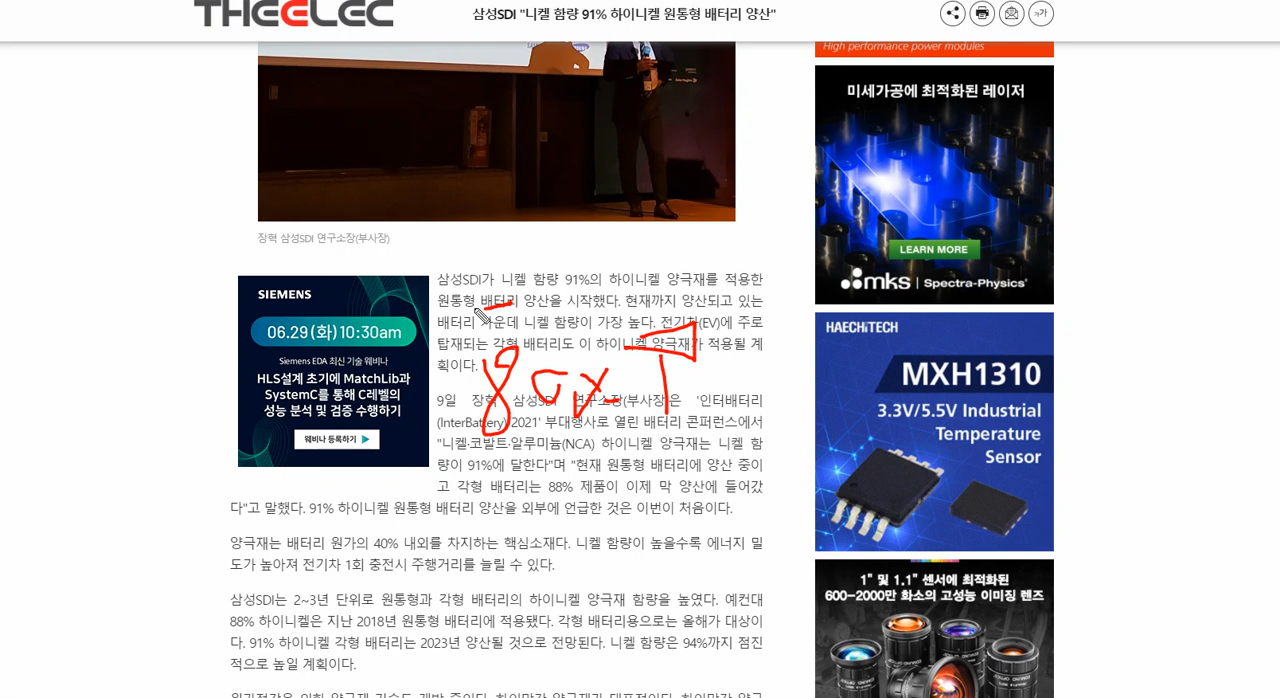 THEELEC
삼성SDI "니켈 함량 91% 하이니켈 원통형 배터리 양산"
가가
High performance power modules
미세가공에 최적화된 레이저
LEARN MORE
mks | Spectra-Physics®
장혁 삼성SDI 연구소장(부사장)
SIEMENS
06.29(화) 10:30am
Siemens EDA 최신 기술 웨비나
HLS설계 초기에 MatchLib과
SystemC를 통해 C레벨의
성능 분석 및 검증 수행하기
웨비나 등록하기 ▶
삼성SDI가 니켈 함량 91%의 하이니켈 양극재를 적용한
원통형 배터리 양산을 시작했다. 현재까지 양산되고 있는
배터리 가운데 니켈 함량이 가장 높다. 전기차(EV)에 주로
탑재되는 각형 배터리도 이 하이니켈 양극재가 적용될 계
획이다.
9일 장혁 삼성SDI 연구소장(부사장)은 '인터배터리
(InterBattery) 2021' 부대행사로 열린 배터리 콘퍼런스에서
"니켈·코발트·알루미늄(NCA) 하이니켈 양극재는 니켈 함
량이 91%에 달한다"며 "현재 원통형 배터리에 양산 중이
고 각형 배터리는 88% 제품이 이제 막 양산에 들어갔
다"고 말했다. 91% 하이니켈 원통형 배터리 양산을 외부에 언급한 것은 이번이 처음이다.
양극재는 배터리 원가의 40% 내외를 차지하는 핵심소재다. 니켈 함량이 높을수록 에너지 밀
도가 높아져 전기차 1회 충전시 주행거리를 늘릴 수 있다.
삼성SDI는 2~3년 단위로 원통형과 각형 배터리의 하이니켈 양극재 함량을 높였다. 예컨대
88% 하이니켈은 지난 2018년 원통형 배터리에 적용됐다. 각형 배터리용으로는 올해가 대상이
다. 91% 하이니켈 각형 배터리는 2023년 양산될 것으로 전망된다. 니켈 함량은 94%까지 점진
적으로 높일 계획이다.
HAECHITECH
MXH1310
3.3V/5.5V Industrial
Temperature
Sensor
1" 및 1.1" 센서에 최적화된
600-2000만 화소의 고성능 이미징 렌즈